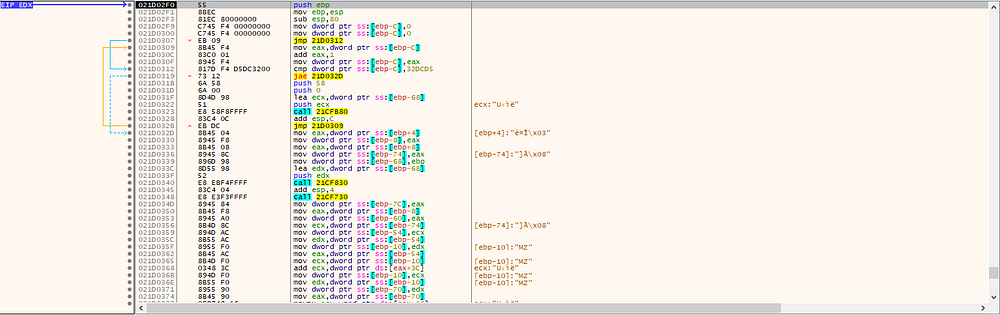 EIP EDX 021D02F0 55 push ebp
021D02F1 8BEC mov ebp,esp
021D02F3 81EC 80000000 sub esp,80
021D02F9 C745 F4 00000000 mov dword ptr ss:[ebp-C],0
021D0300 C745 F4 00000000 mov dword ptr ss:[ebp-C],0
021D0307 EB 09 jmp 21D0312
021D0309 8B45 F4 mov eax,dword ptr ss:[ebp-C]
021D030C 83C0 01 add eax,1
021D030F 8945 F4 mov dword ptr ss:[ebp-C],eax
021D0312 817D F4 D5DC3200 cmp dword ptr ss:[ebp-C],32DCD5
021D0319 73 12 jae 21D032D
021D031B 6A 58 push 58
021D031D 6A 00 push 0
021D031F 8D4D 98 lea ecx,dword ptr ss:[ebp-68]
021D0322 51 push ecx ecx:"U‹ìë"
021D0323 E8 58F8FFFF call 21CFB80
021D0328 83C4 0C add esp,C
021D032B EB DC jmp 21D0309
021D032D 8B45 04 mov eax,dword ptr ss:[ebp+4]
021D0330 8945 F8 mov dword ptr ss:[ebp-8],eax
021D0333 8B45 08 mov eax,dword ptr ss:[ebp+8]
021D0336 8945 8C mov dword ptr ss:[ebp-74],eax
021D0339 896D 98 mov dword ptr ss:[ebp-68],ebp
021D033C 8D55 98 lea edx,dword ptr ss:[ebp-68]
021D033F 52 push edx
021D0340 E8 EBF4FFFF call 21CF830
021D0345 83C4 04 add esp,4
021D0348 E8 E3F3FFFF call 21CF730
021D034D 8945 84 mov dword ptr ss:[ebp-7C],eax
021D0350 8B45 F8 mov eax,dword ptr ss:[ebp-8]
021D0353 8945 A0 mov dword ptr ss:[ebp-60],eax
021D0356 8B4D 8C mov ecx,dword ptr ss:[ebp-74]
021D0359 894D AC mov dword ptr ss:[ebp-54],ecx
021D035C 8B55 AC mov edx,dword ptr ss:[ebp-54]
021D035F 8955 F0 mov dword ptr ss:[ebp-10],edx [ebp-10]:"MZ"
021D0362 8B45 AC mov eax,dword ptr ss:[ebp-54]
021D0365 8B4D F0 mov ecx,dword ptr ss:[ebp-10] [ebp-10]:"MZ"
021D0368 0348 3C add ecx,dword ptr ds:[eax+3C] ecx:"U‹ìë"
021D036B 894D F0 mov dword ptr ss:[ebp-10],ecx [ebp-10]:"MZ"
021D036E 8B55 F0 mov edx,dword ptr ss:[ebp-10] [ebp-10]:"MZ"
021D0371 8955 90 mov dword ptr ss:[ebp-70],edx
021D0374 8B45 90 mov eax,dword ptr ss:[ebp-70]